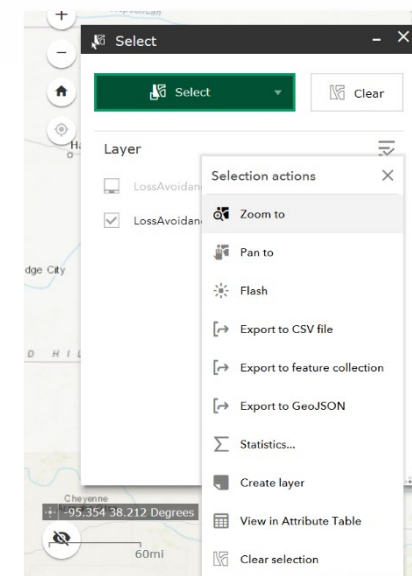 Select
Select
Clear
Layer
LossAvoidan
LossAvoidan
Selection actions
Zoom to
Pan to
Flash
Export to CSV file
Export to feature collection
Export to GeoJSON
Statistics...
Create layer
View in Attribute Table
Clear selection
dge City
D H I L
Cheyenne
-95.354 38.212 Degrees
60mi